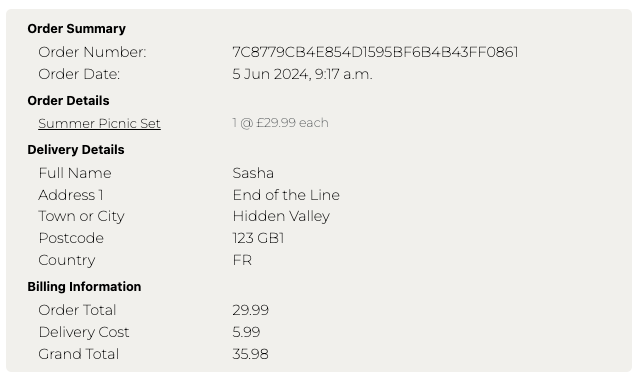 Order Summary
Order Number: 7C8779CB4E854D1595BF6B4B43FF0861
Order Date: 5 Jun 2024, 9:17 a.m.
Order Details
Summer Picnic Set 1 @ £29.99 each
Delivery Details
Full Name Sasha
Address 1 End of the Line
Town or City Hidden Valley
Postcode 123 GB1
Country FR
Billing Information
Order Total 29.99
Delivery Cost 5.99
Grand Total 35.98